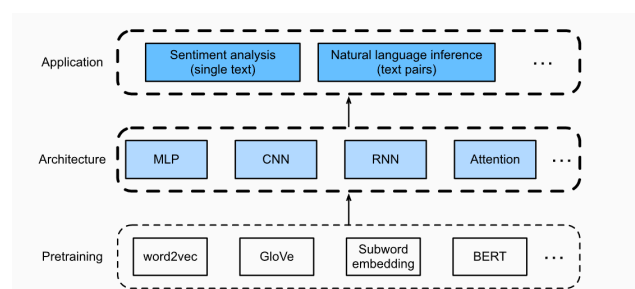 Application
Sentiment analysis
(single text)
Natural language inference
(text pairs)
...
Architecture
MLP
CNN
RNN
Attention
...
Pretraining
word2vec
GloVe
Subword
embedding
BERT
...